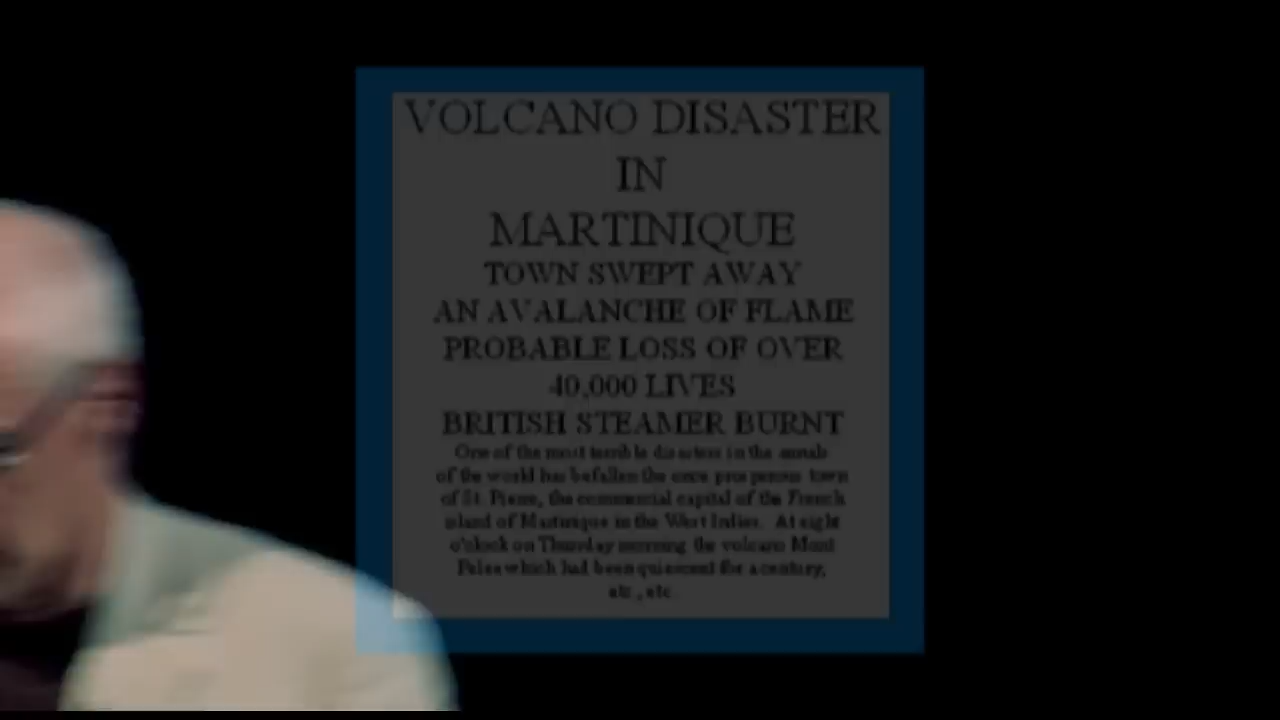 VOLCANO DISASTER
IN
MARTINIQUE
TOWN SWEPT AWAY
AN AVALANCHE OF FLAME
PROBABLE LOSS OF OVER
40,000 LIVES
BRITISH STEAMER BURNT
One of the most terrible disasters in the annals
of the world has befallen the once prosperous town
of St. Pierre, the commercial capital of the French
island of Martinique in the West Indies. At eight
o'clock on Thursday morning the volcano Mont
Pelee which had been quiescent for a century,
etc., etc.